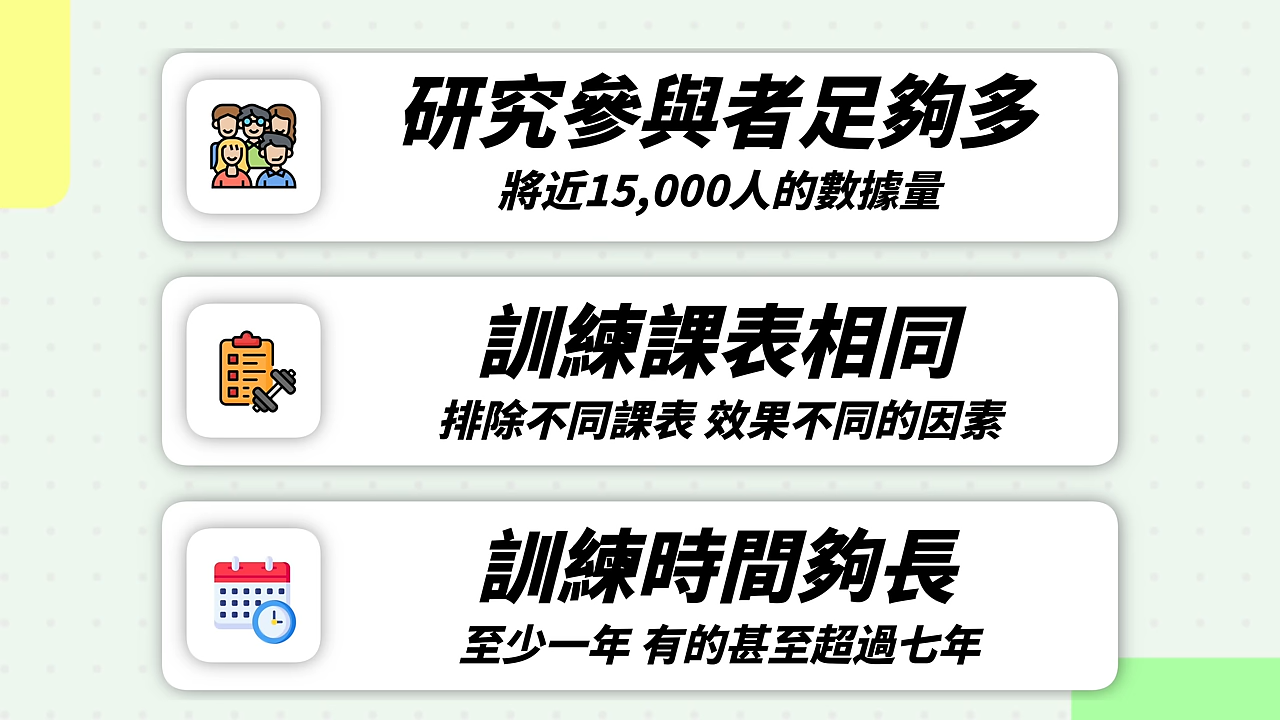 研究參與者足夠多
將近15,000人的數據量
訓練課表相同
排除不同課表 效果不同的因素
訓練時間夠長
至少一年 有的甚至超過七年